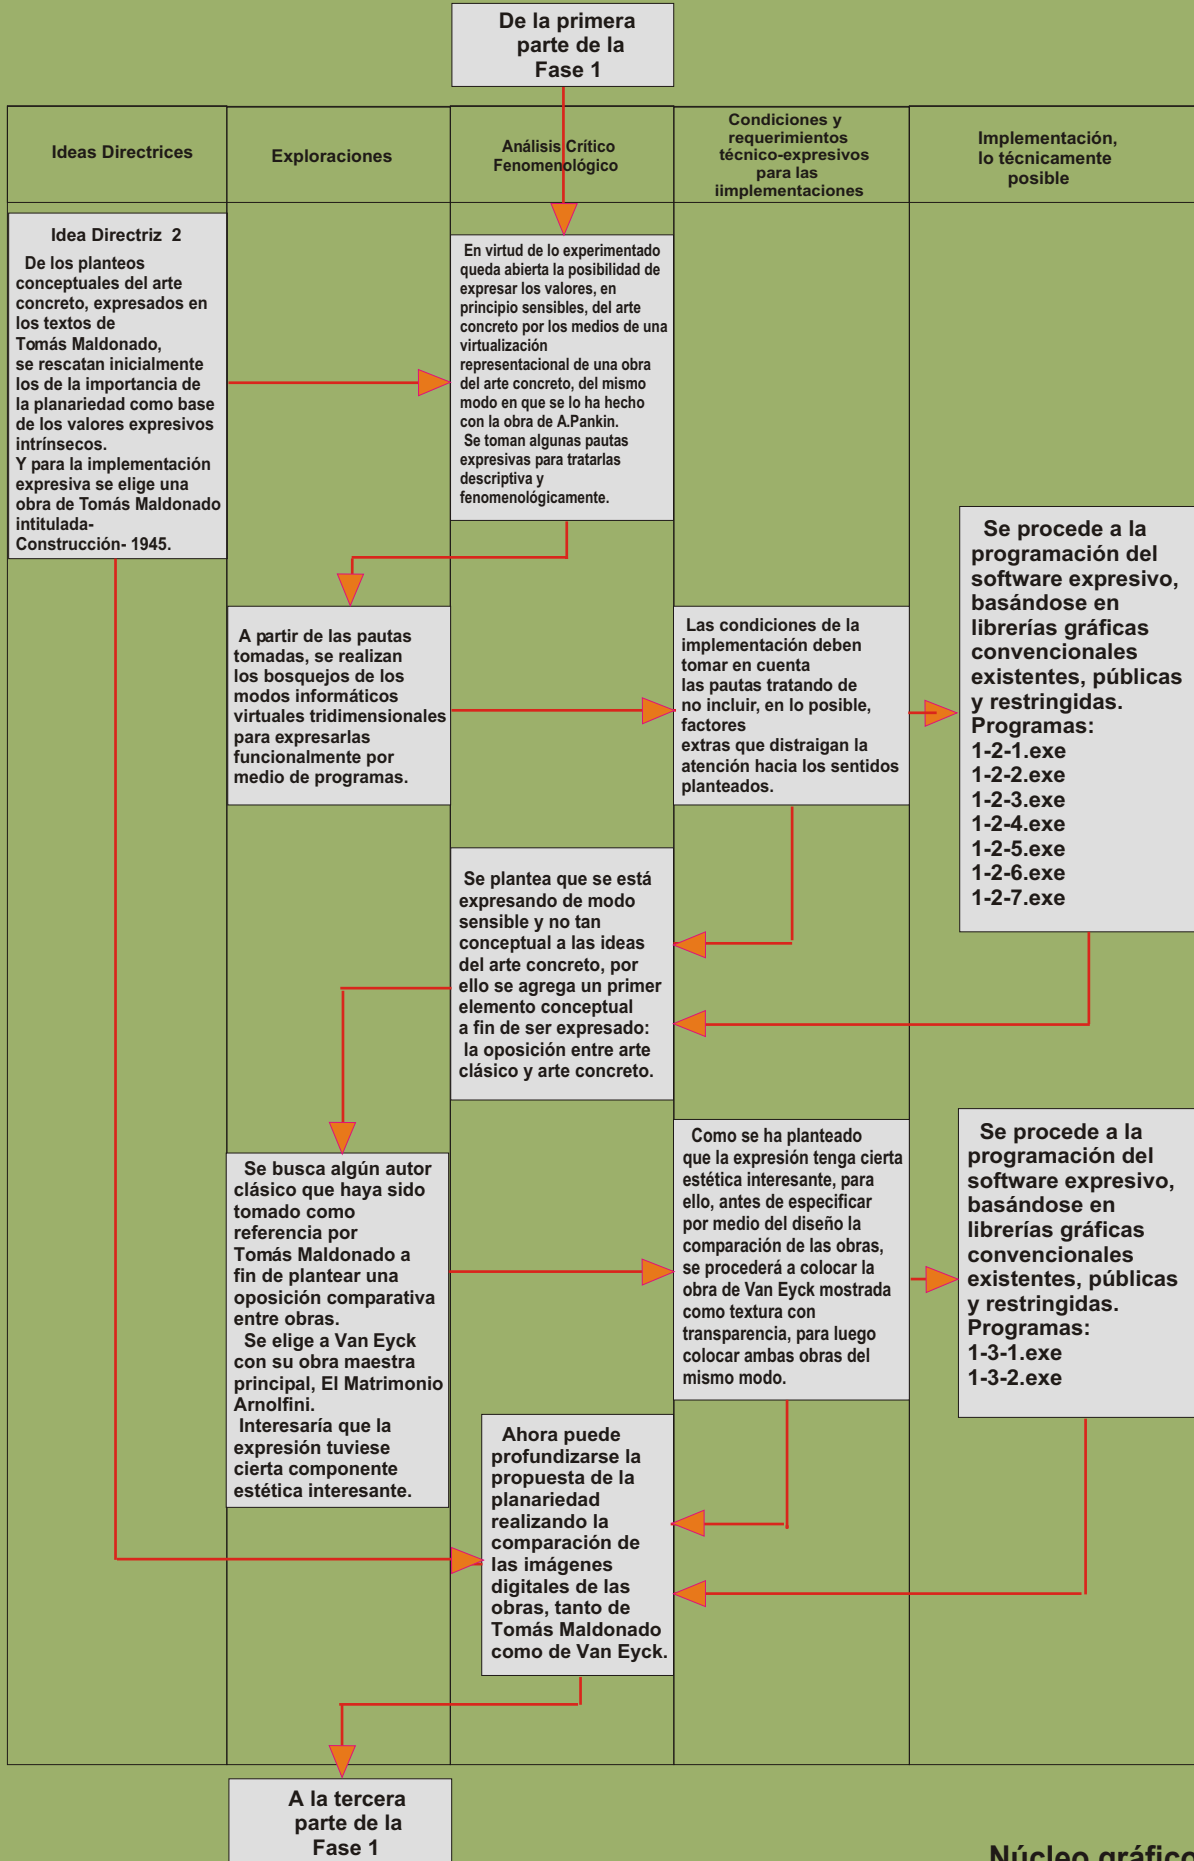 De la primera
parte de la
Fase 1
Ideas Directrices
Exploraciones
Análisis Crítico
Fenomenológico
Condiciones y
requerimientos
técnico-expresivos
para las
iimplementaciones
Implementación,
lo técnicamente
posible
Idea Directriz 2
De los planteos
conceptuales del arte
concreto, expresados en
los textos de
Tomás Maldonado,
se rescatan inicialmente
los de la importancia de
la planariedad como base
de los valores expresivos
intrínsecos.
Y para la implementación
expresiva se elige una
obra de Tomás Maldonado
intitulada-
Construcción- 1945.
En virtud de lo experimentado
queda abierta la posibilidad de
expresar los valores, en
principio sensibles, del arte
concreto por los medios de una
virtualización
representacional de una obra
del arte concreto, del mismo
modo en que se lo ha hecho
con la obra de A.Pankin.
Se toman algunas pautas
expresivas para tratarlas
descriptiva y
fenomenológicamente.
A partir de las pautas
tomadas, se realizan
los bosquejos de los
modos informáticos
virtuales tridimensionales
para expresarlas
funcionalmente por
medio de programas.
Las condiciones de la
implementación deben
tomar en cuenta
las pautas tratando de
no incluir, en lo posible,
factores
extras que distraigan la
atención hacia los sentidos
planteados.
Se procede a la
programación del
software expresivo,
basándose en
librerías gráficas
convencionales
existentes, públicas
y restringidas.
Programas:
1-2-1.exe
1-2-2.exe
1-2-3.exe
1-2-4.exe
1-2-5.exe
1-2-6.exe
1-2-7.exe
Se plantea que se está
expresando de modo
sensible y no tan
conceptual a las ideas
del arte concreto, por
ello se agrega un primer
elemento conceptual
a fin de ser expresado:
la oposición entre arte
clásico y arte concreto.
Se busca algún autor
clásico que haya sido
tomado como
referencia por
Tomás Maldonado a
fin de plantear una
oposición comparativa
entre obras.
Se elige a Van Eyck
con su obra maestra
principal, El Matrimonio
Arnolfini.
Interesaría que la
expresión tuviese
cierta componente
estética interesante.
Como se ha planteado
que la expresión tenga cierta
estética interesante, para
ello, antes de especificar
por medio del diseño la
comparación de las obras,
se procederá a colocar la
obra de Van Eyck mostrada
como textura con
transparencia, para luego
colocar ambas obras del
mismo modo.
Se procede a la
programación del
software expresivo,
basándose en
librerías gráficas
convencionales
existentes, públicas
y restringidas.
Programas:
1-3-1.exe
1-3-2.exe
Ahora puede
profundizarse la
propuesta de la
planariedad
realizando la
comparación de
las imágenes
digitales de las
obras, tanto de
Tomás Maldonado
como de Van Eyck.
A la tercera
parte de la
Fase 1
Núcleo gráfico